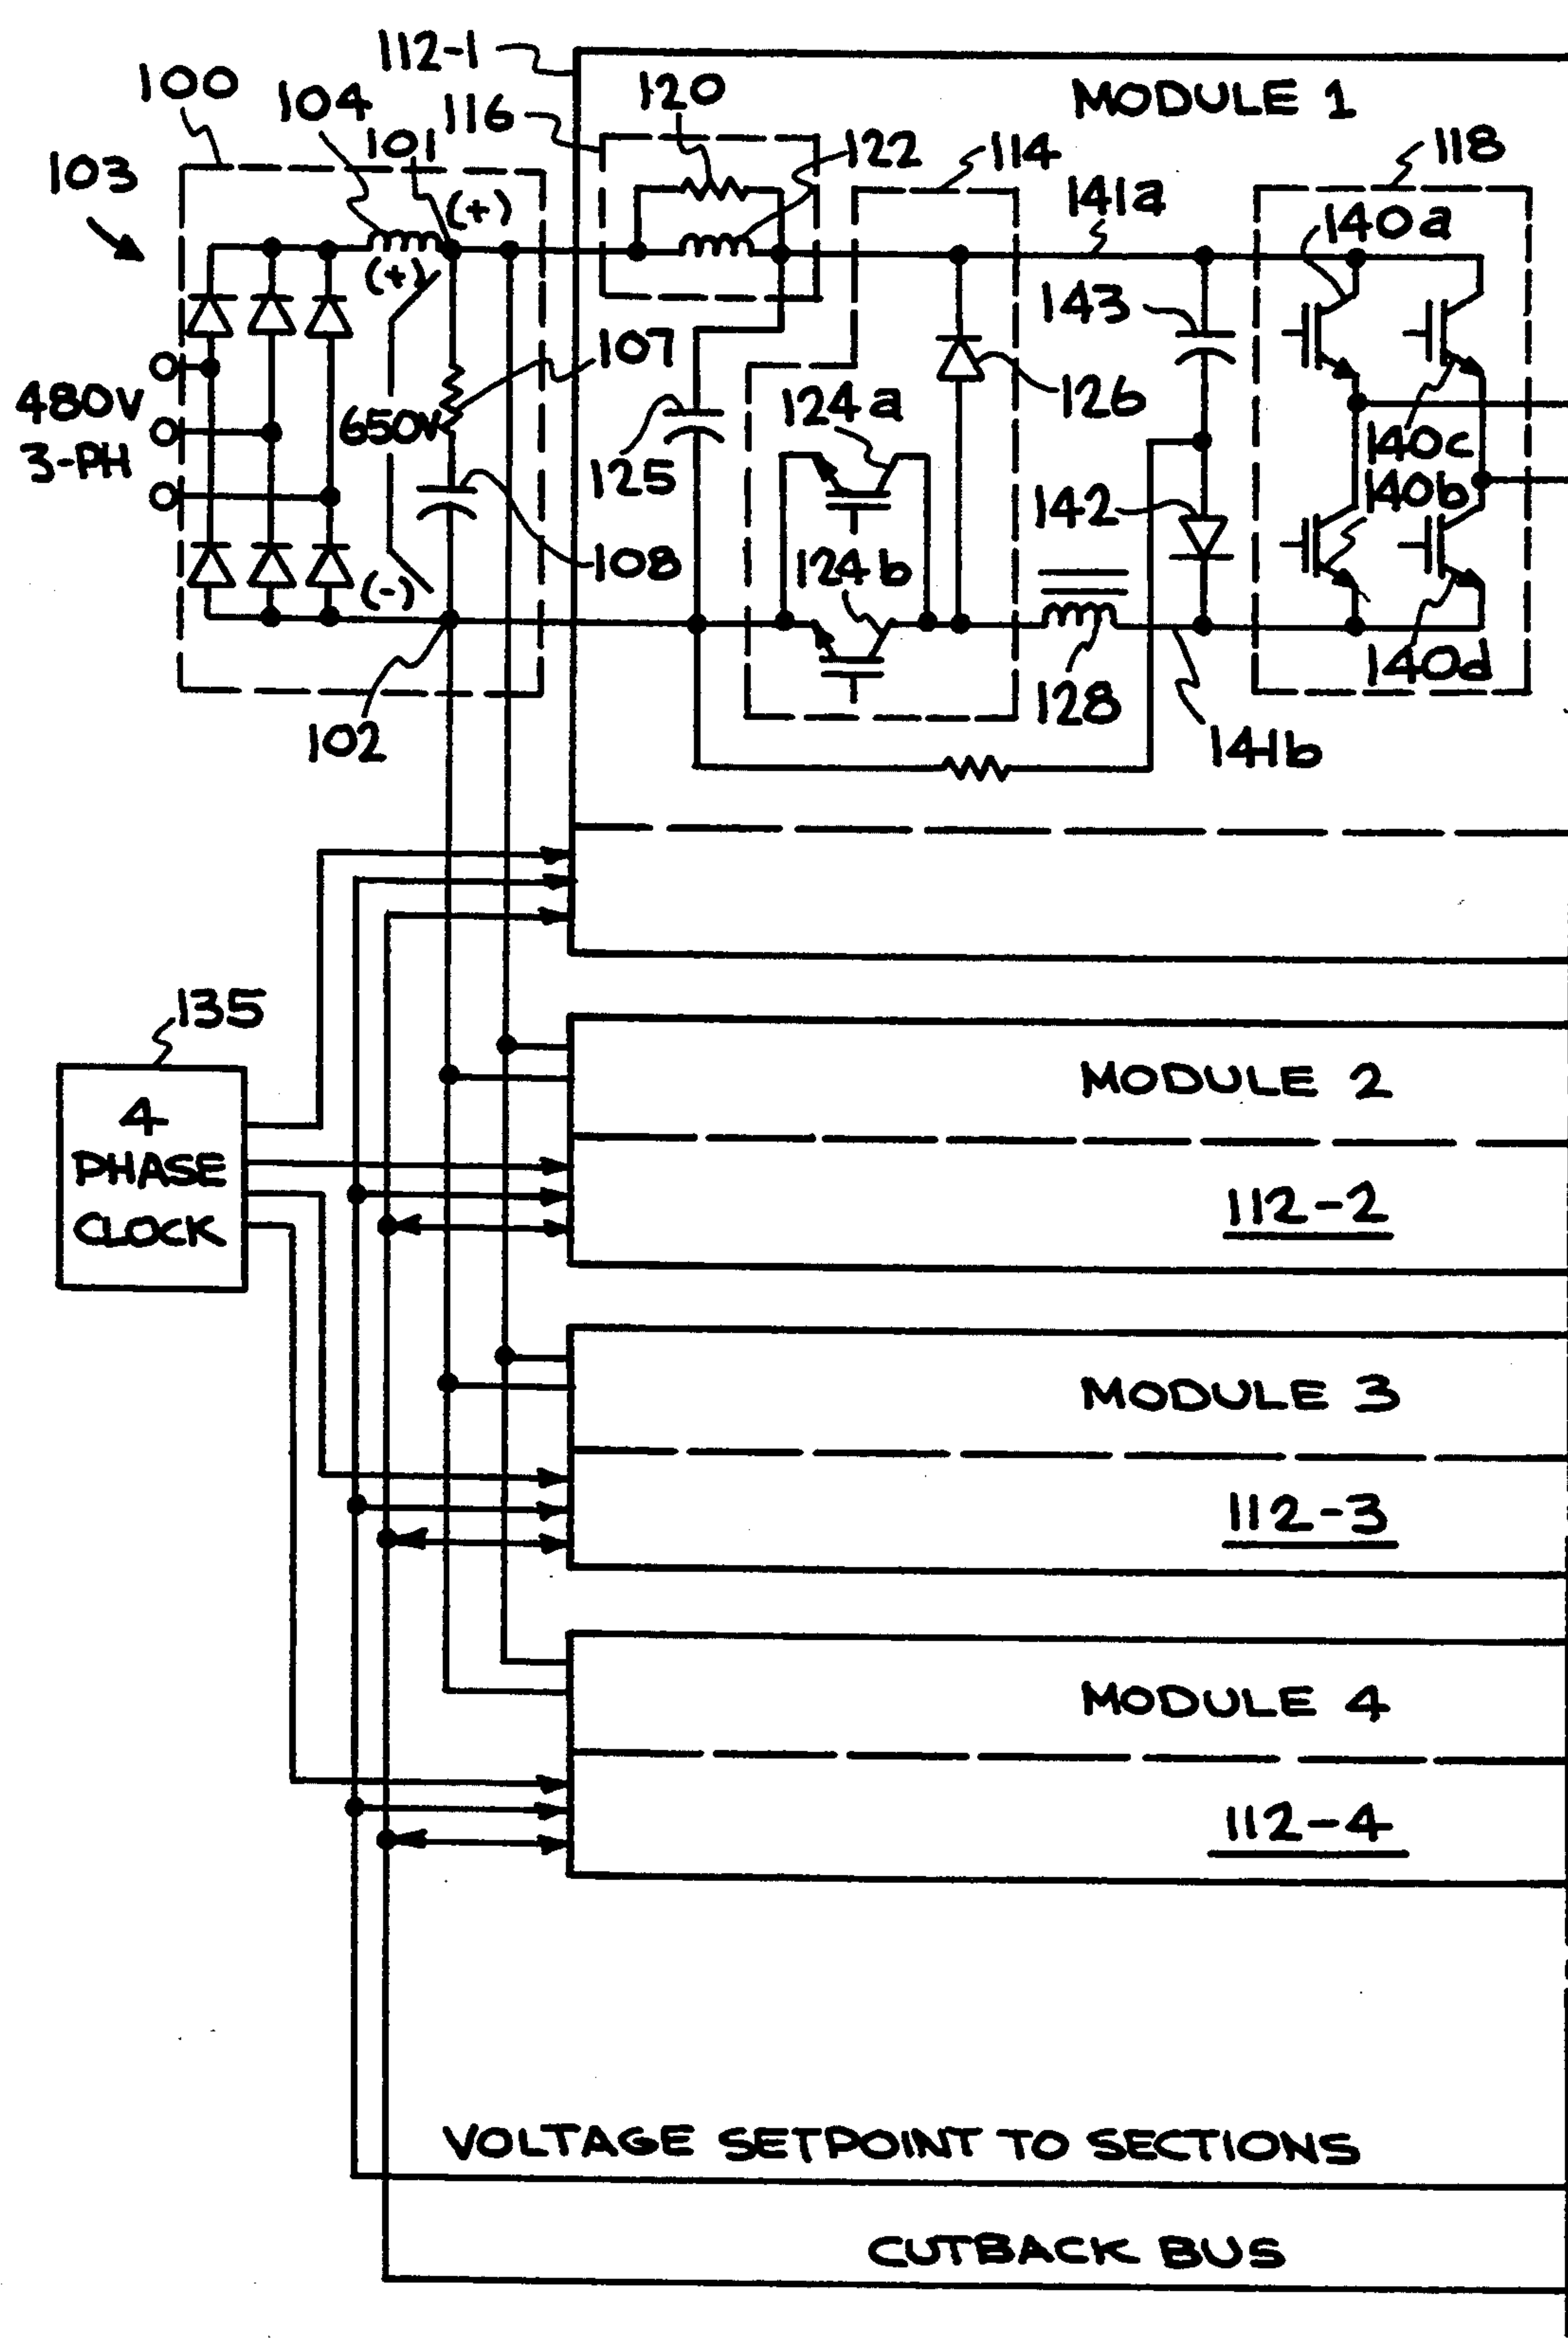 112-1
MODULE 1
100
104
101
116
120
122
114
118
103
(+)
141a
140a
(+)
143
107
480V
3-PH
650V
124a
126
140c
125
142
140b
124b
108
(-)
140d
128
102
141b
135
4
PHASE
CLOCK
MODULE 2
112-2
MODULE 3
112-3
MODULE 4
112-4
VOLTAGE SETPOINT TO SECTIONS
CUTBACK BUS